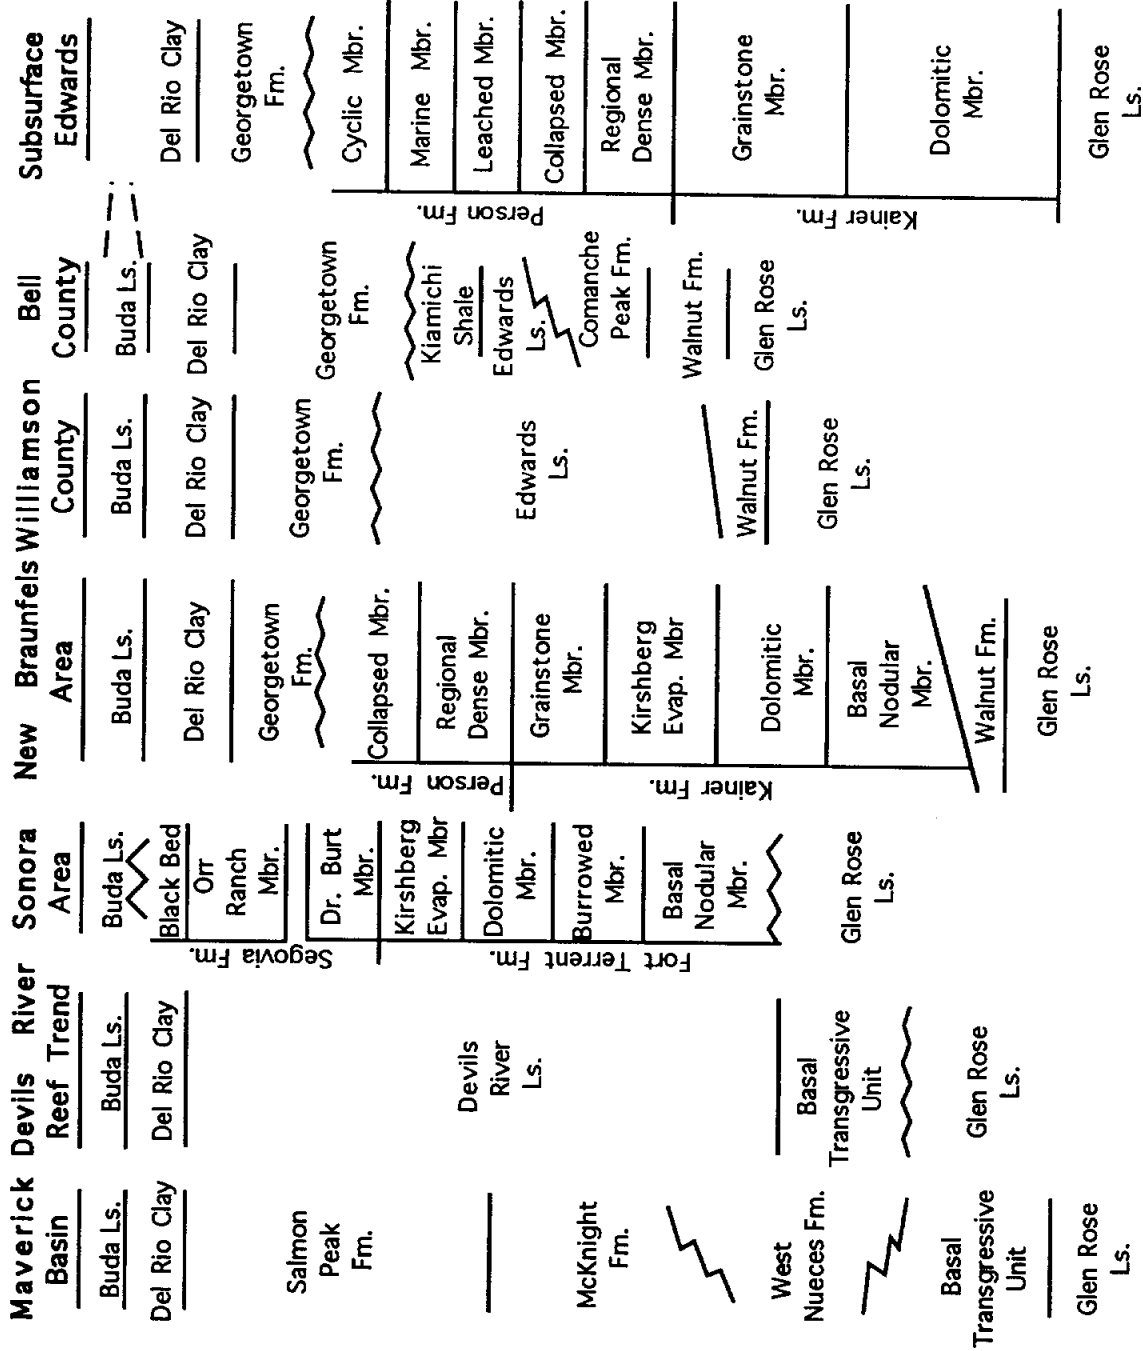 Maverick
Basin
Buda Ls.
Del Rio Clay
Salmon
Peak
Fm.
McKnight
Fm.
West
Nueces Fm.
Basal
Transgressive
Unit
Glen Rose
Ls.
Devils River
Reef Trend
Buda Ls.
Del Rio Clay
Devils
River
Ls.
Basal
Transgressive
Unit
Glen Rose
Ls.
Sonora
Area
Buda Ls.
Black Bed
Orr
Ranch
Mbr.
Dr. Burt
Mbr.
Kirshberg
Evap. Mbr
Dolomitic
Mbr.
Burrowed
Mbr.
Basal
Nodular
Mbr.
Glen Rose
Ls.
Segovia Fm.
Fort Terrent Fm.
New Braunfels
Area
Buda Ls.
Del Rio Clay
Georgetown
Fm.
Collapsed Mbr.
Regional
Dense Mbr.
Grainstone
Mbr.
Kirshberg
Evap. Mbr
Dolomitic
Mbr.
Basal
Nodular
Mbr.
Walnut Fm.
Glen Rose
Ls.
Person Fm.
Kainer Fm.
Williamson
County
Buda Ls.
Del Rio Clay
Georgetown
Fm.
Edwards
Ls.
Walnut Fm.
Glen Rose
Ls.
Bell
County
Buda Ls.
Del Rio Clay
Georgetown
Fm.
Kiamichi
Shale
Edwards
Ls.
Comanche
Peak Fm.
Walnut Fm.
Glen Rose
Ls.
Subsurface
Edwards
Del Rio Clay
Georgetown
Fm.
Cyclic Mbr.
Marine Mbr.
Leached Mbr.
Collapsed Mbr.
Regional
Dense Mbr.
Grainstone
Mbr.
Dolomitic
Mbr.
Glen Rose
Ls.
Person Fm.
Kainer Fm.